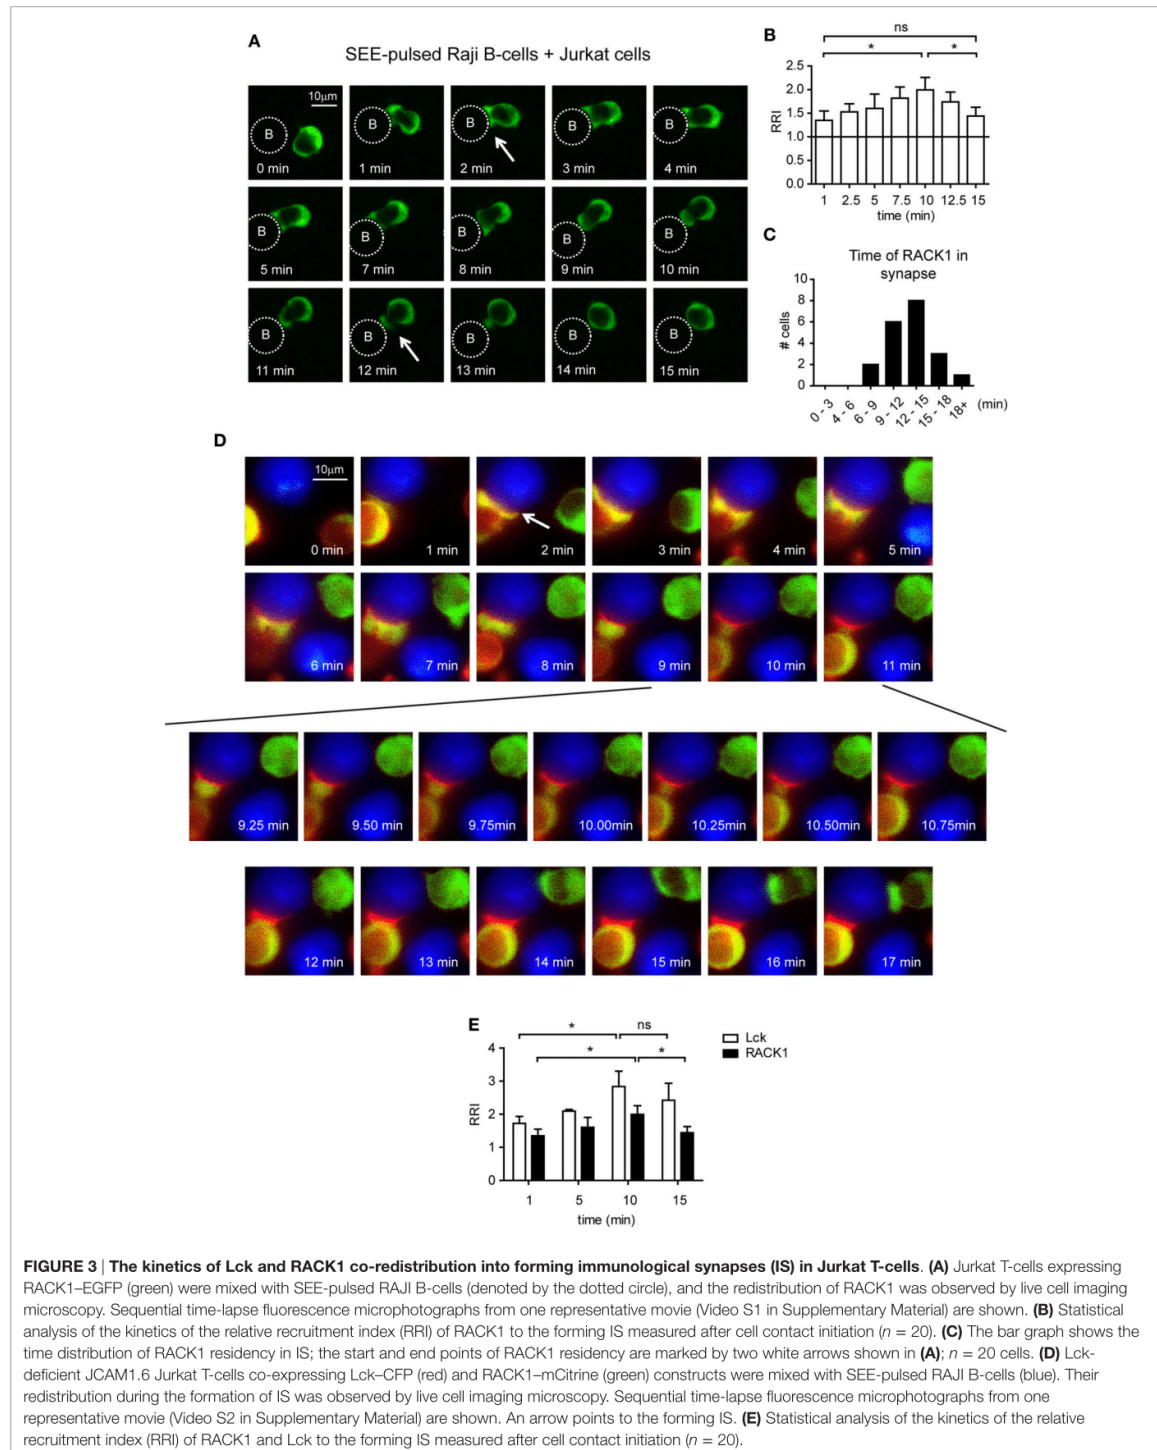 A
SEE-pulsed Raji B-cells + Jurkat cells
10μm
B
0 min
B
1 min
B
2 min
B
3 min
B
4 min
B
5 min
B
7 min
B
8 min
B
9 min
B
10 min
B
11 min
B
12 min
B
13 min
B
14 min
B
15 min
B
ns
* *
2.5
2.0
1.5
1.0
0.5
0.0
RRI
1 2.5 5 7.5 10 12.5 15
time (min)
C
Time of RACK1 in
synapse
10
8
6
4
2
0
# cells
0 - 3 4 - 6 6 - 9 9 - 12 12 - 15 15 - 18 18+ (min)
D
10μm
0 min 1 min 2 min 3 min 4 min 5 min
6 min 7 min 8 min 9 min 10 min 11 min
9.25 min 9.50 min 9.75min 10.00min 10.25min 10.50min 10.75min
12 min 13 min 14 min 15 min 16 min 17 min
E
* ns
* *
Lck
RACK1
4
3
2
1
0
RRI
1 5 10 15
time (min)
FIGURE 3 | The kinetics of Lck and RACK1 co-redistribution into forming immunological synapses (IS) in Jurkat T-cells. (A) Jurkat T-cells expressing
RACK1–EGFP (green) were mixed with SEE-pulsed RAJI B-cells (denoted by the dotted circle), and the redistribution of RACK1 was observed by live cell imaging
microscopy. Sequential time-lapse fluorescence microphotographs from one representative movie (Video S1 in Supplementary Material) are shown. (B) Statistical
analysis of the kinetics of the relative recruitment index (RRI) of RACK1 to the forming IS measured after cell contact initiation (n = 20). (C) The bar graph shows the
time distribution of RACK1 residency in IS; the start and end points of RACK1 residency are marked by two white arrows shown in (A); n = 20 cells. (D) Lck-
deficient JCAM1.6 Jurkat T-cells co-expressing Lck–CFP (red) and RACK1–mCitrine (green) constructs were mixed with SEE-pulsed RAJI B-cells (blue). Their
redistribution during the formation of IS was observed by live cell imaging microscopy. Sequential time-lapse fluorescence microphotographs from one
representative movie (Video S2 in Supplementary Material) are shown. An arrow points to the forming IS. (E) Statistical analysis of the kinetics of the relative
recruitment index (RRI) of RACK1 and Lck to the forming IS measured after cell contact initiation (n = 20).